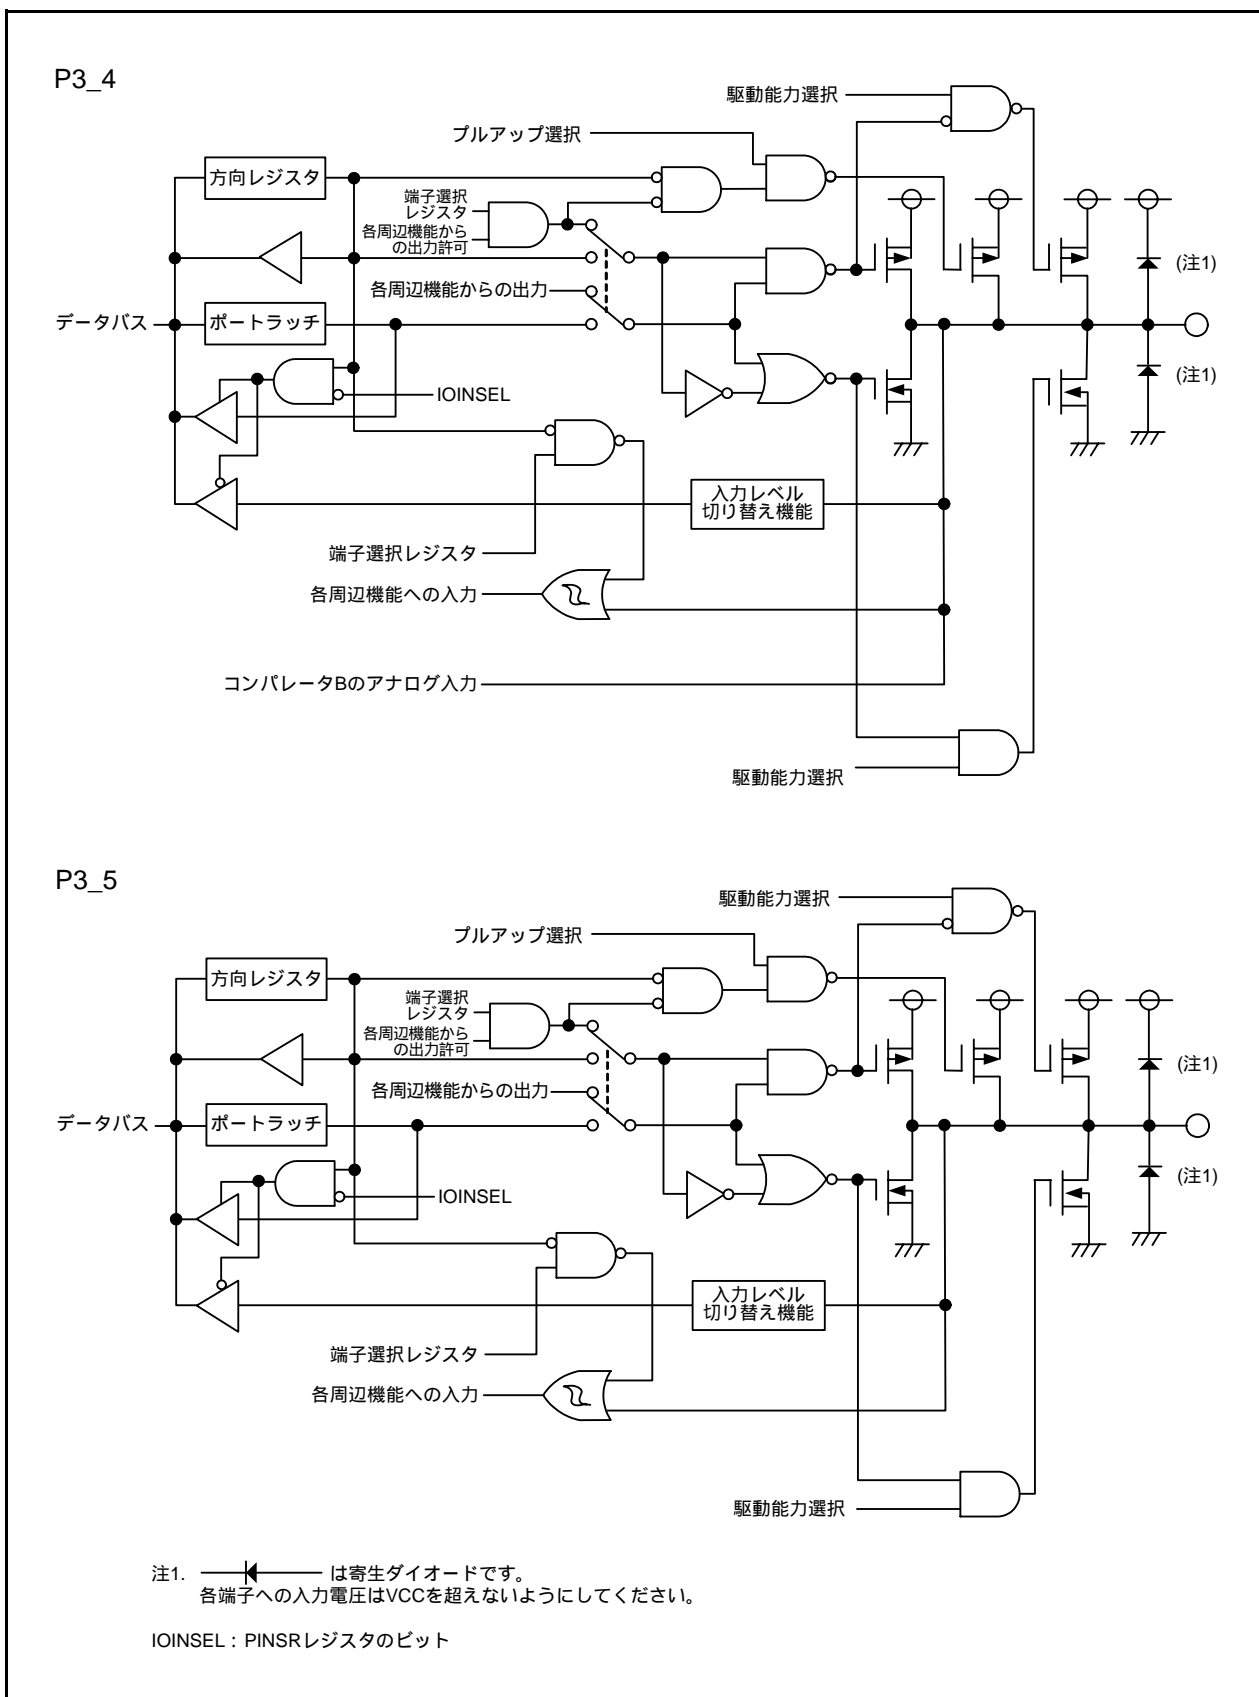 P3_4
駆動能力選択
プルアップ選択
方向レジスタ
端子選択
レジスタ
各周辺機能から
の出力許可
(注1)
各周辺機能からの出力
データバス
ポートラッチ
(注1)
IOINSEL
入力レベル
切り替え機能
端子選択レジスタ
各周辺機能への入力
コンパレータBのアナログ入力
駆動能力選択
P3_5
駆動能力選択
プルアップ選択
方向レジスタ
端子選択
レジスタ
各周辺機能から
の出力許可
(注1)
各周辺機能からの出力
データバス
ポートラッチ
(注1)
IOINSEL
入力レベル
切り替え機能
端子選択レジスタ
各周辺機能への入力
駆動能力選択
注1. は寄生ダイオードです。
各端子への入力電圧はVCCを超えないようにしてください。
IOINSEL : PINSRレジスタのビット